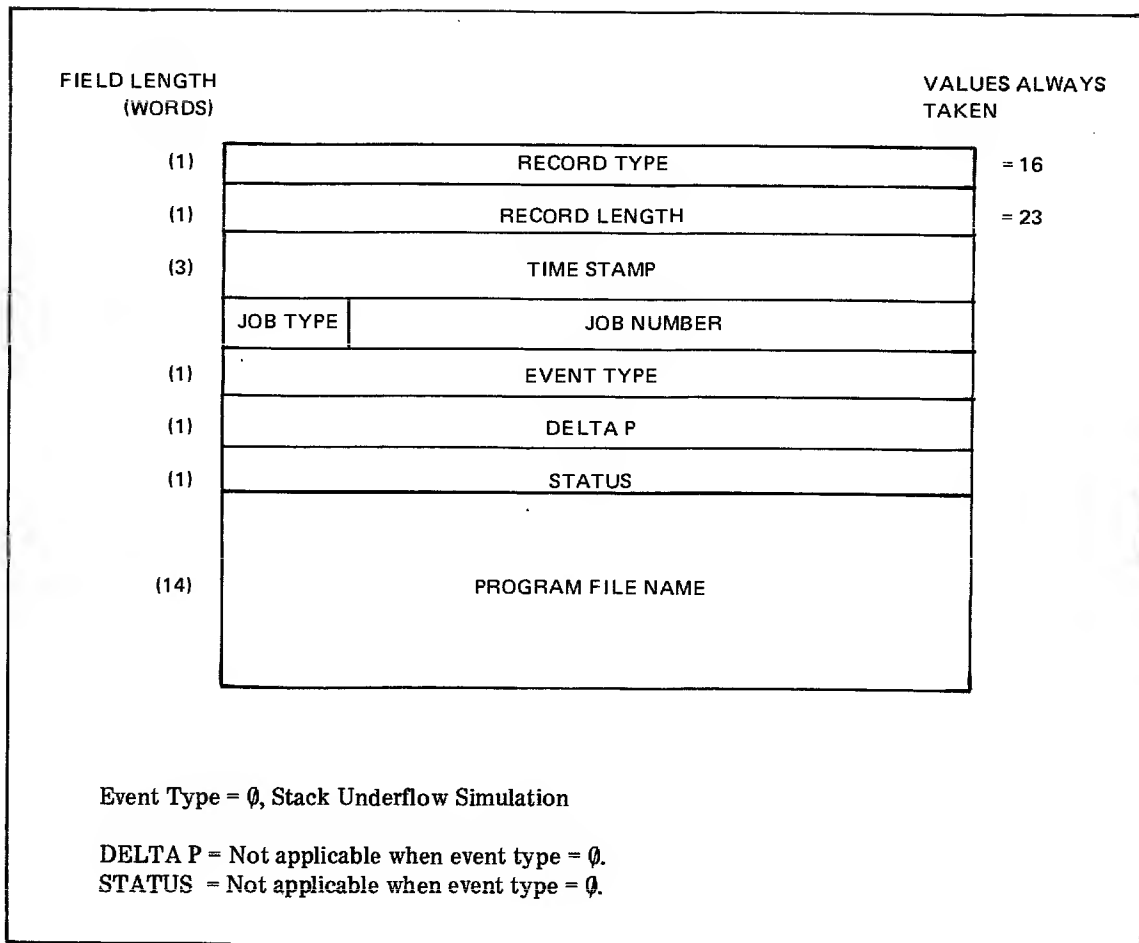 FIELD LENGTH
(WORDS)
VALUES ALWAYS
TAKEN
(1) RECORD TYPE = 16
(1) RECORD LENGTH = 23
(3) TIME STAMP
JOB TYPE JOB NUMBER
(1) EVENT TYPE
(1) DELTA P
(1) STATUS
(14) PROGRAM FILE NAME
Event Type = Ø, Stack Underflow Simulation
DELTA P = Not applicable when event type = Ø.
STATUS = Not applicable when event type = Ø.